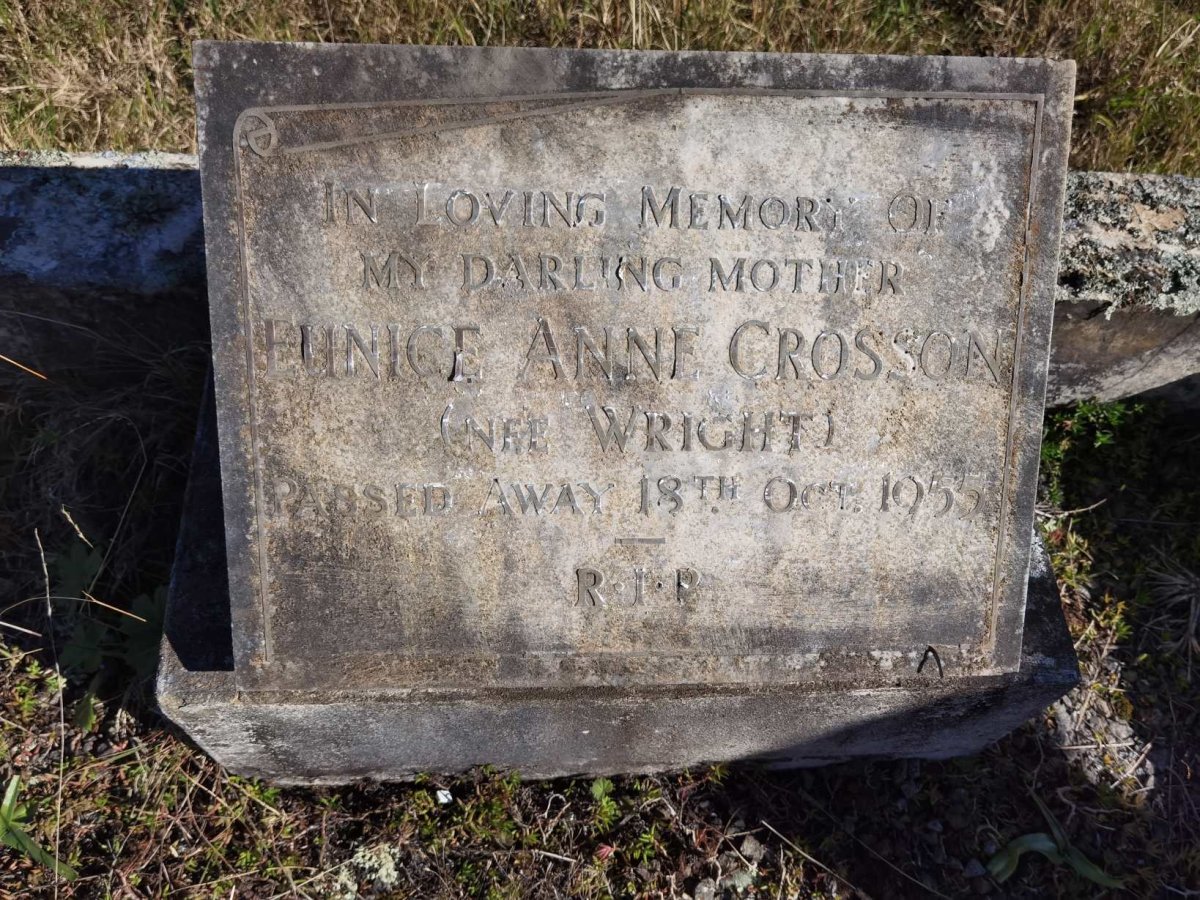 IN LOVING MEMORY OF
MY DARLING MOTHER
EUNICE ANNE CROSSON
(NEE WRIGHT)
PASSED AWAY 18TH OCT. 1955
R·I·P